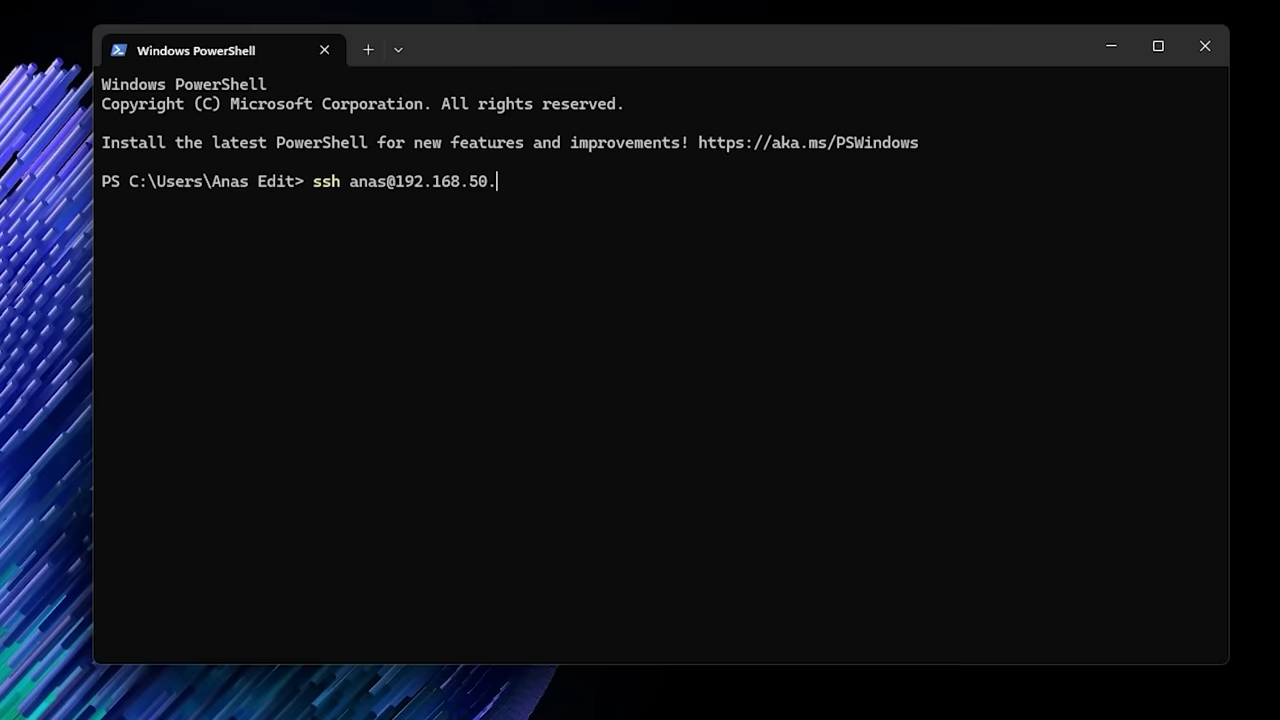 Windows PowerShell
Windows PowerShell
Copyright (C) Microsoft Corporation. All rights reserved.
Install the latest PowerShell for new features and improvements! https://aka.ms/PSWindows
PS C:\Users\Anas Edit> ssh anas@192.168.50.